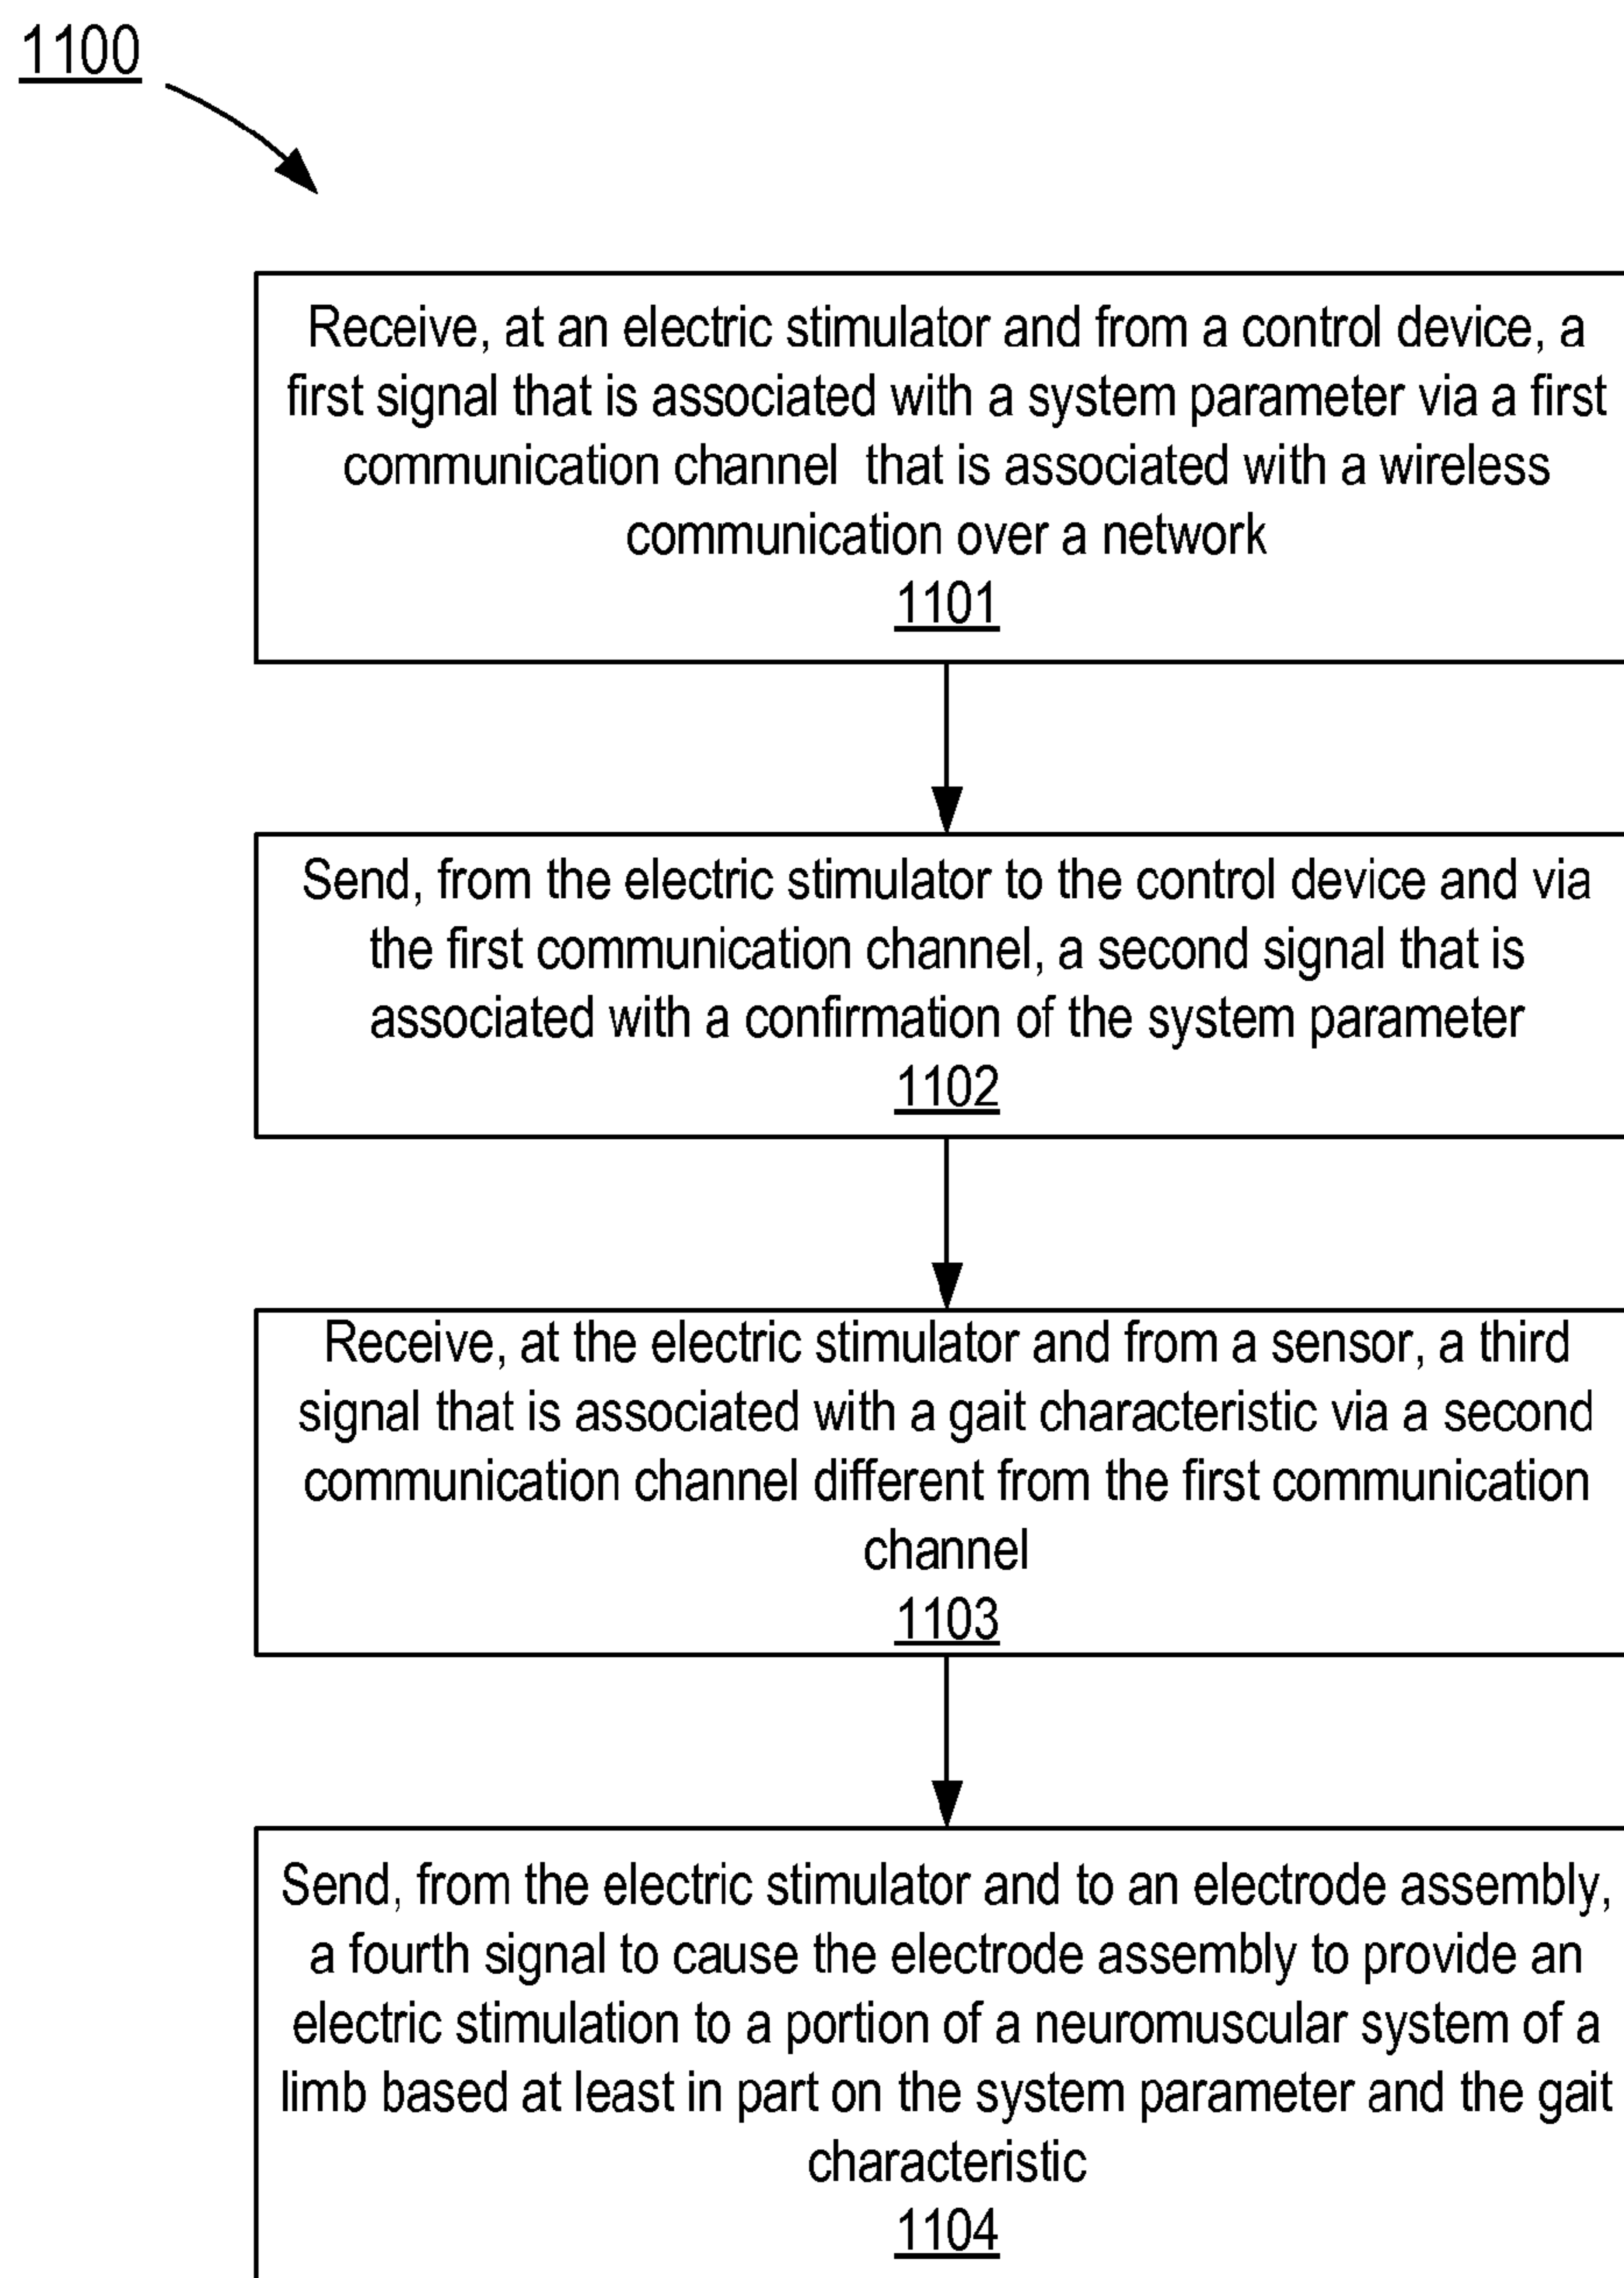 1100
Receive, at an electric stimulator and from a control device, a
first signal that is associated with a system parameter via a first
communication channel  that is associated with a wireless
communication over a network
1101
Send, from the electric stimulator to the control device and via
the first communication channel, a second signal that is
associated with a confirmation of the system parameter
1102
Receive, at the electric stimulator and from a sensor, a third
signal that is associated with a gait characteristic via a second
communication channel different from the first communication
channel
1103
Send, from the electric stimulator and to an electrode assembly,
a fourth signal to cause the electrode assembly to provide an
electric stimulation to a portion of a neuromuscular system of a
limb based at least in part on the system parameter and the gait
characteristic
1104